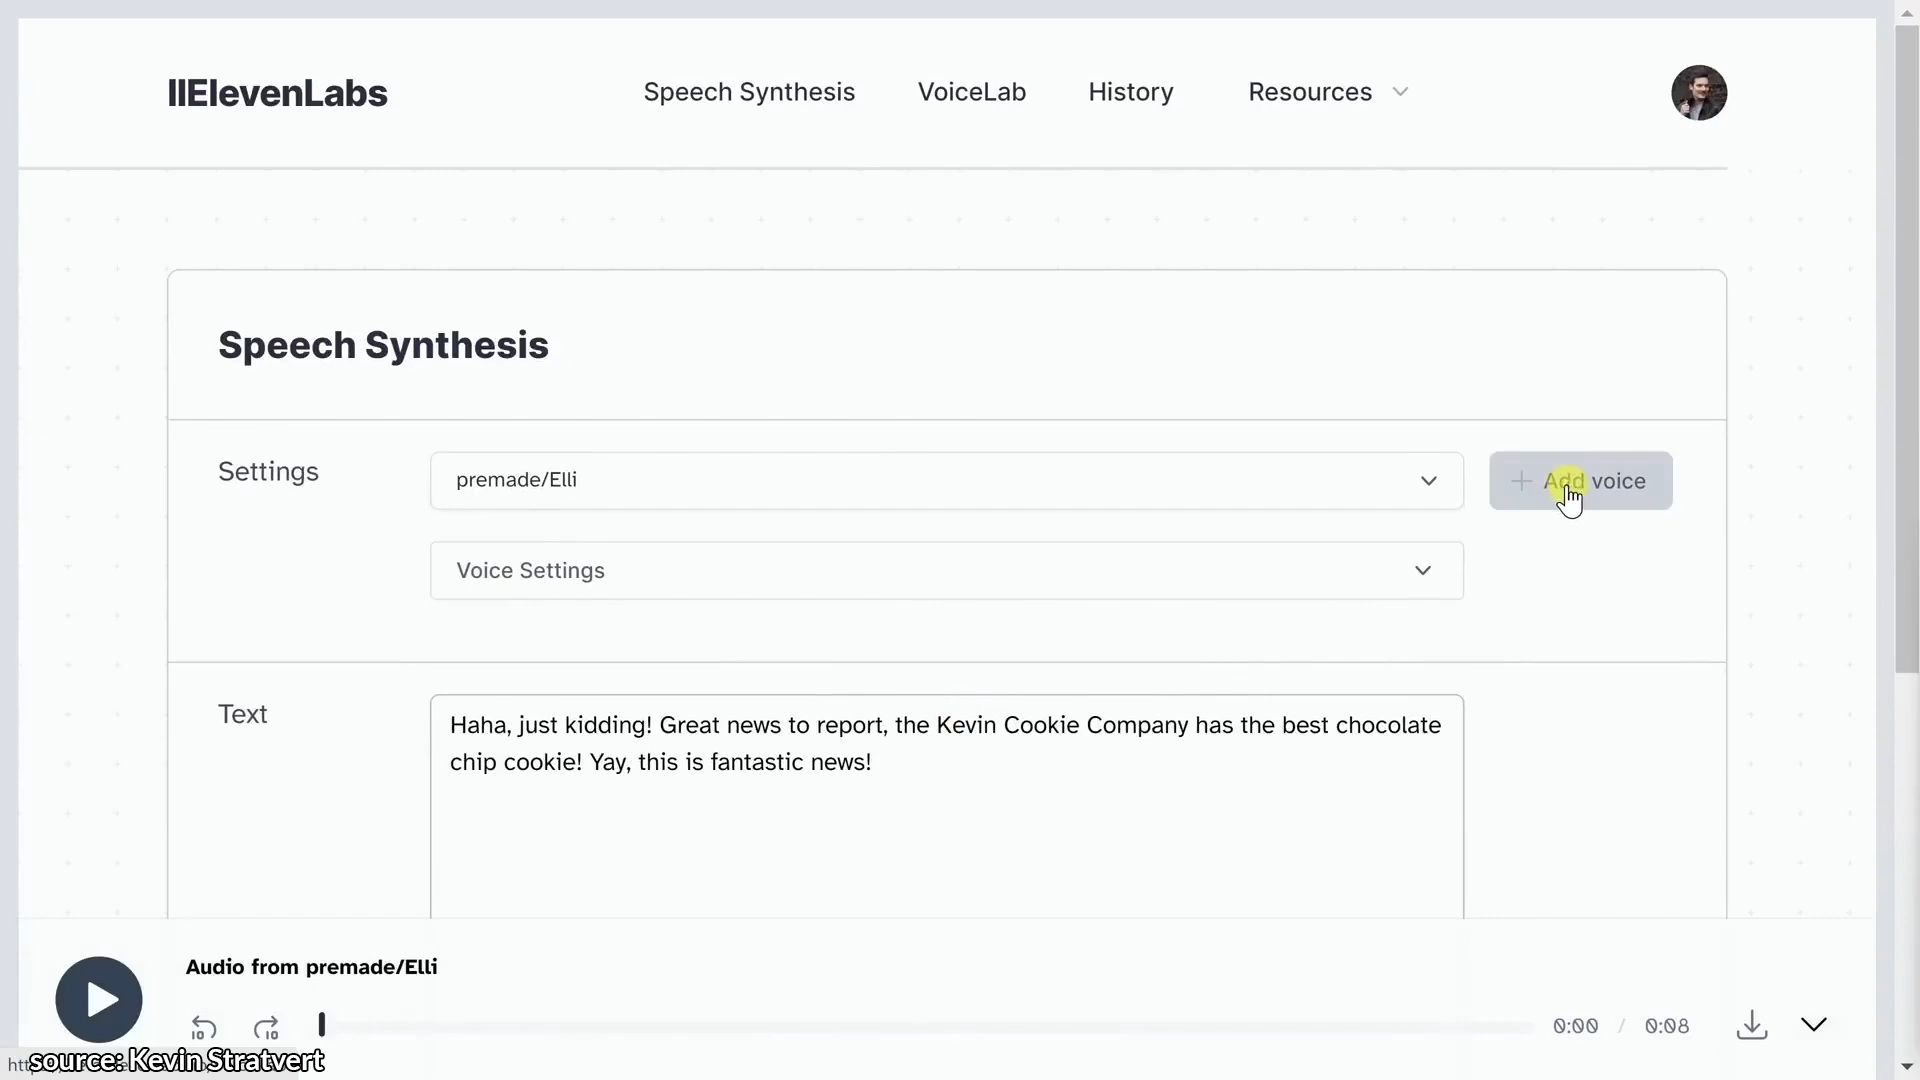 IIElevenLabs
Speech Synthesis
VoiceLab
History
Resources
Speech Synthesis
Settings
premade/Elli
+ Add voice
Voice Settings
Text
Haha, just kidding! Great news to report, the Kevin Cookie Company has the best chocolate
chip cookie! Yay, this is fantastic news!
Audio from premade/Elli
10
10
0:00 / 0:08
source: Kevin Stratvert